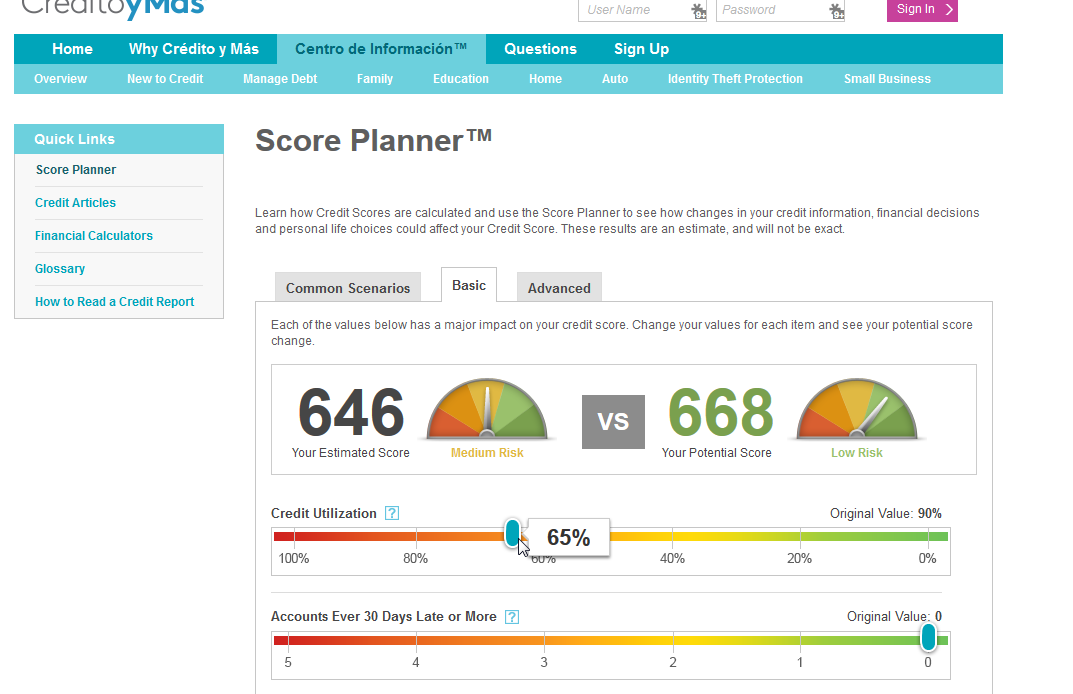 CréditoyMás
User Name
Password
Sign In
Home Why Crédito y Más Centro de Información™ Questions Sign Up
Overview New to Credit Manage Debt Family Education Home Auto Identity Theft Protection Small Business
Quick Links
Score Planner
Credit Articles
Financial Calculators
Glossary
How to Read a Credit Report
Score Planner™
Learn how Credit Scores are calculated and use the Score Planner to see how changes in your credit information, financial decisions
and personal life choices could affect your Credit Score. These results are an estimate, and will not be exact.
Common Scenarios Basic Advanced
Each of the values below has a major impact on your credit score. Change your values for each item and see your potential score
change.
646 VS 668
Your Estimated Score Medium Risk Your Potential Score Low Risk
Credit Utilization ? Original Value: 90%
65%
100% 80% 60% 40% 20% 0%
Accounts Ever 30 Days Late or More ? Original Value: 0
5 4 3 2 1 0